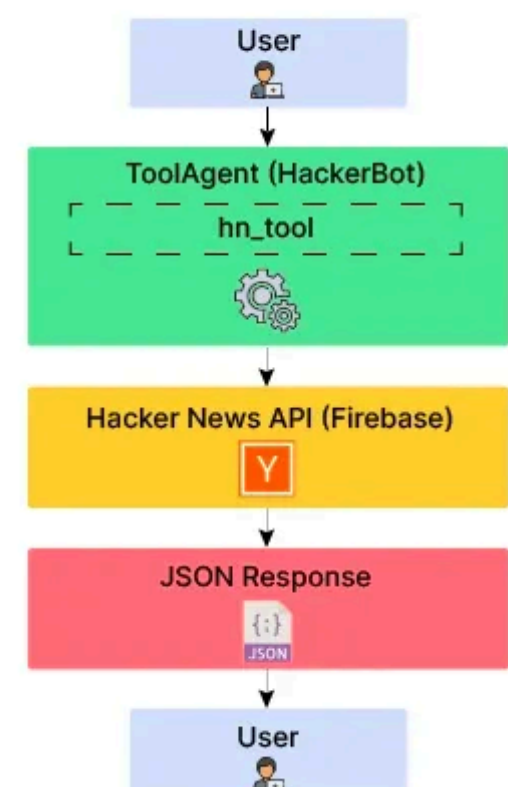 User
ToolAgent (HackerBot)
hn_tool
Hacker News API (Firebase)
Y
JSON Response
{:}
JSON
User